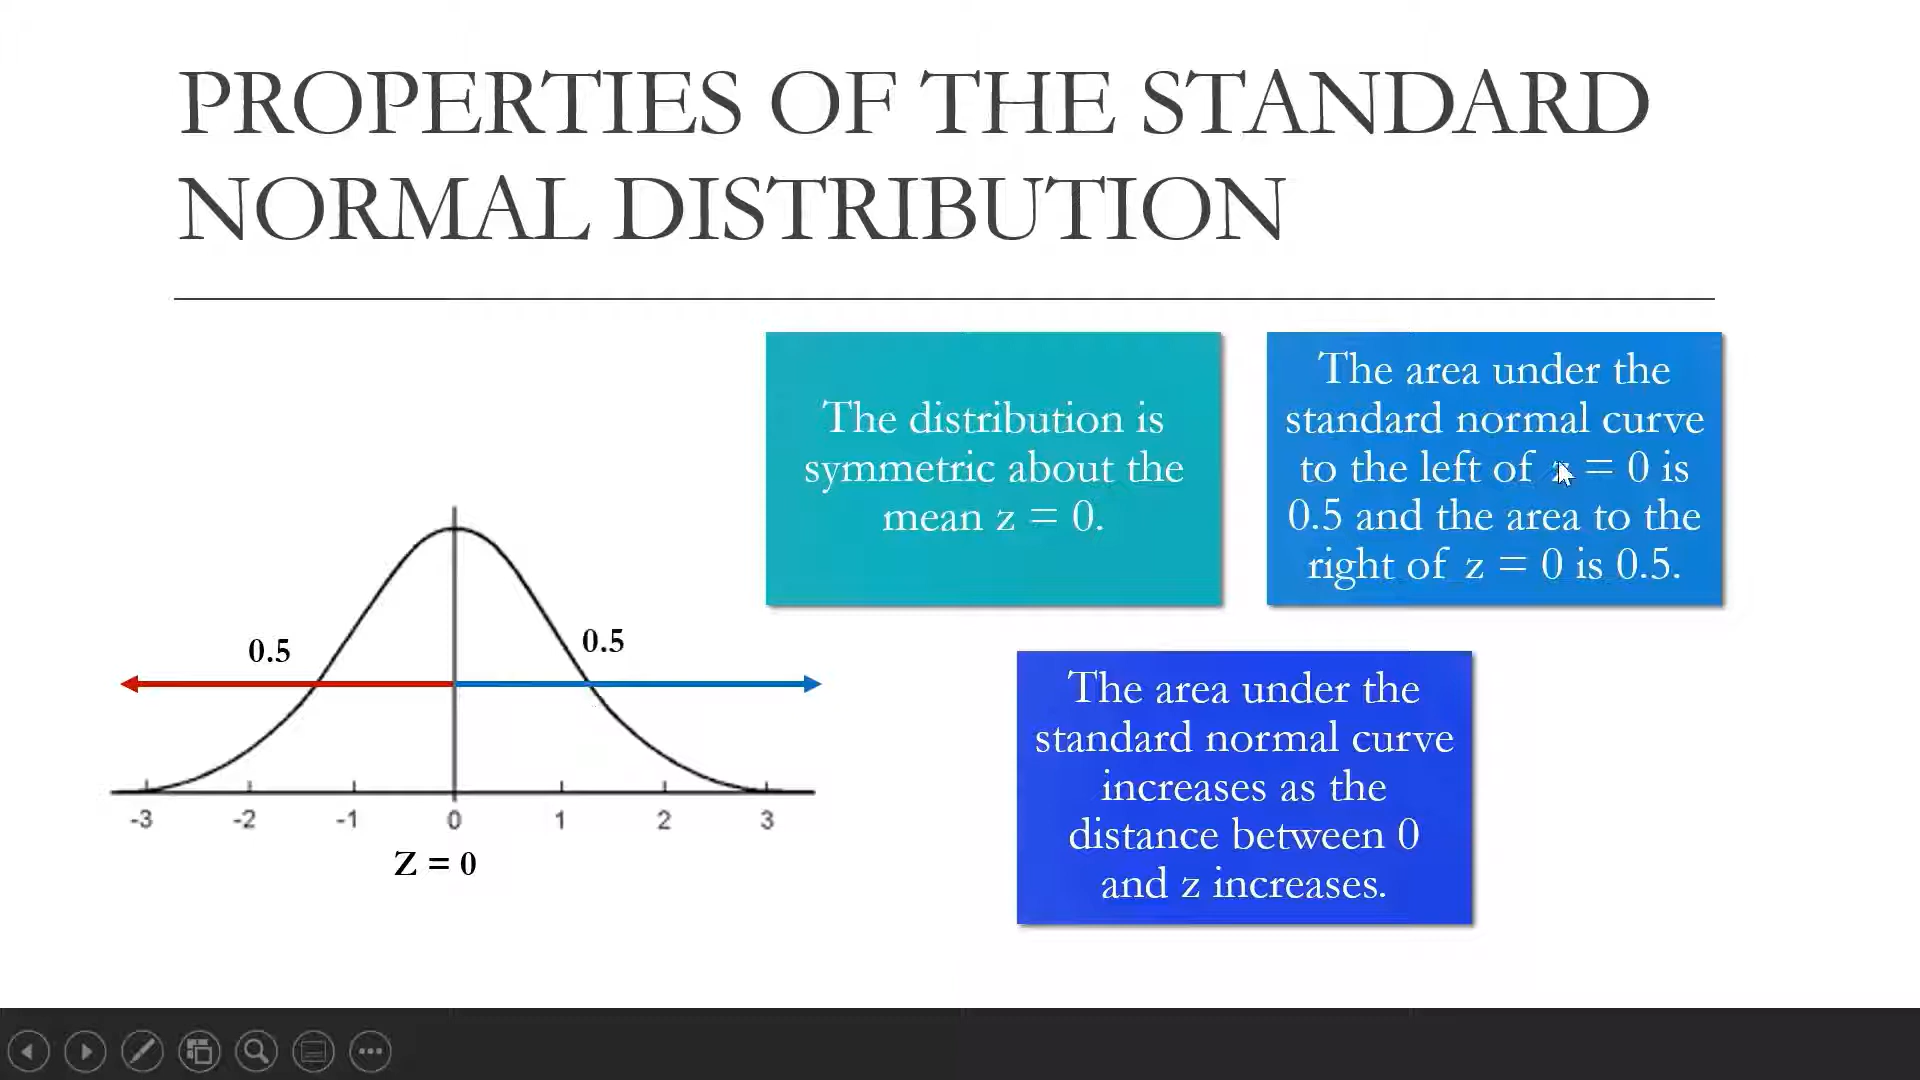 PROPERTIES OF THE STANDARD
NORMAL DISTRIBUTION
The distribution is
symmetric about the
mean z = 0.
The area under the
standard normal curve
to the left of z = 0 is
0.5 and the area to the
right of z = 0 is 0.5.
The area under the
standard normal curve
increases as the
distance between 0
and z increases.
0.5
0.5
-3 -2 -1 0 1 2 3
Z = 0